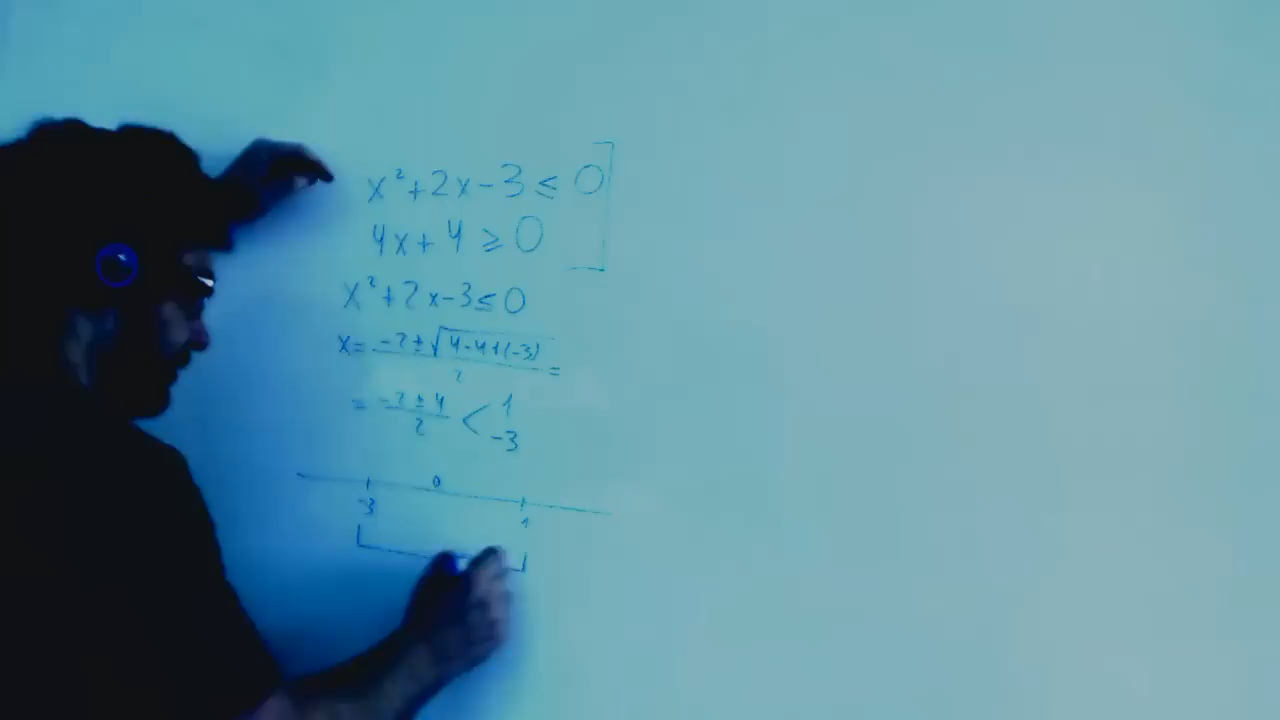 x²+2x-3≤0
4x+4≥0
x²+2x-3≤0
x= -2±√4-4·1·(-3) / 2 =
= -2±4 / 2 < 1 -3
-3 0 1